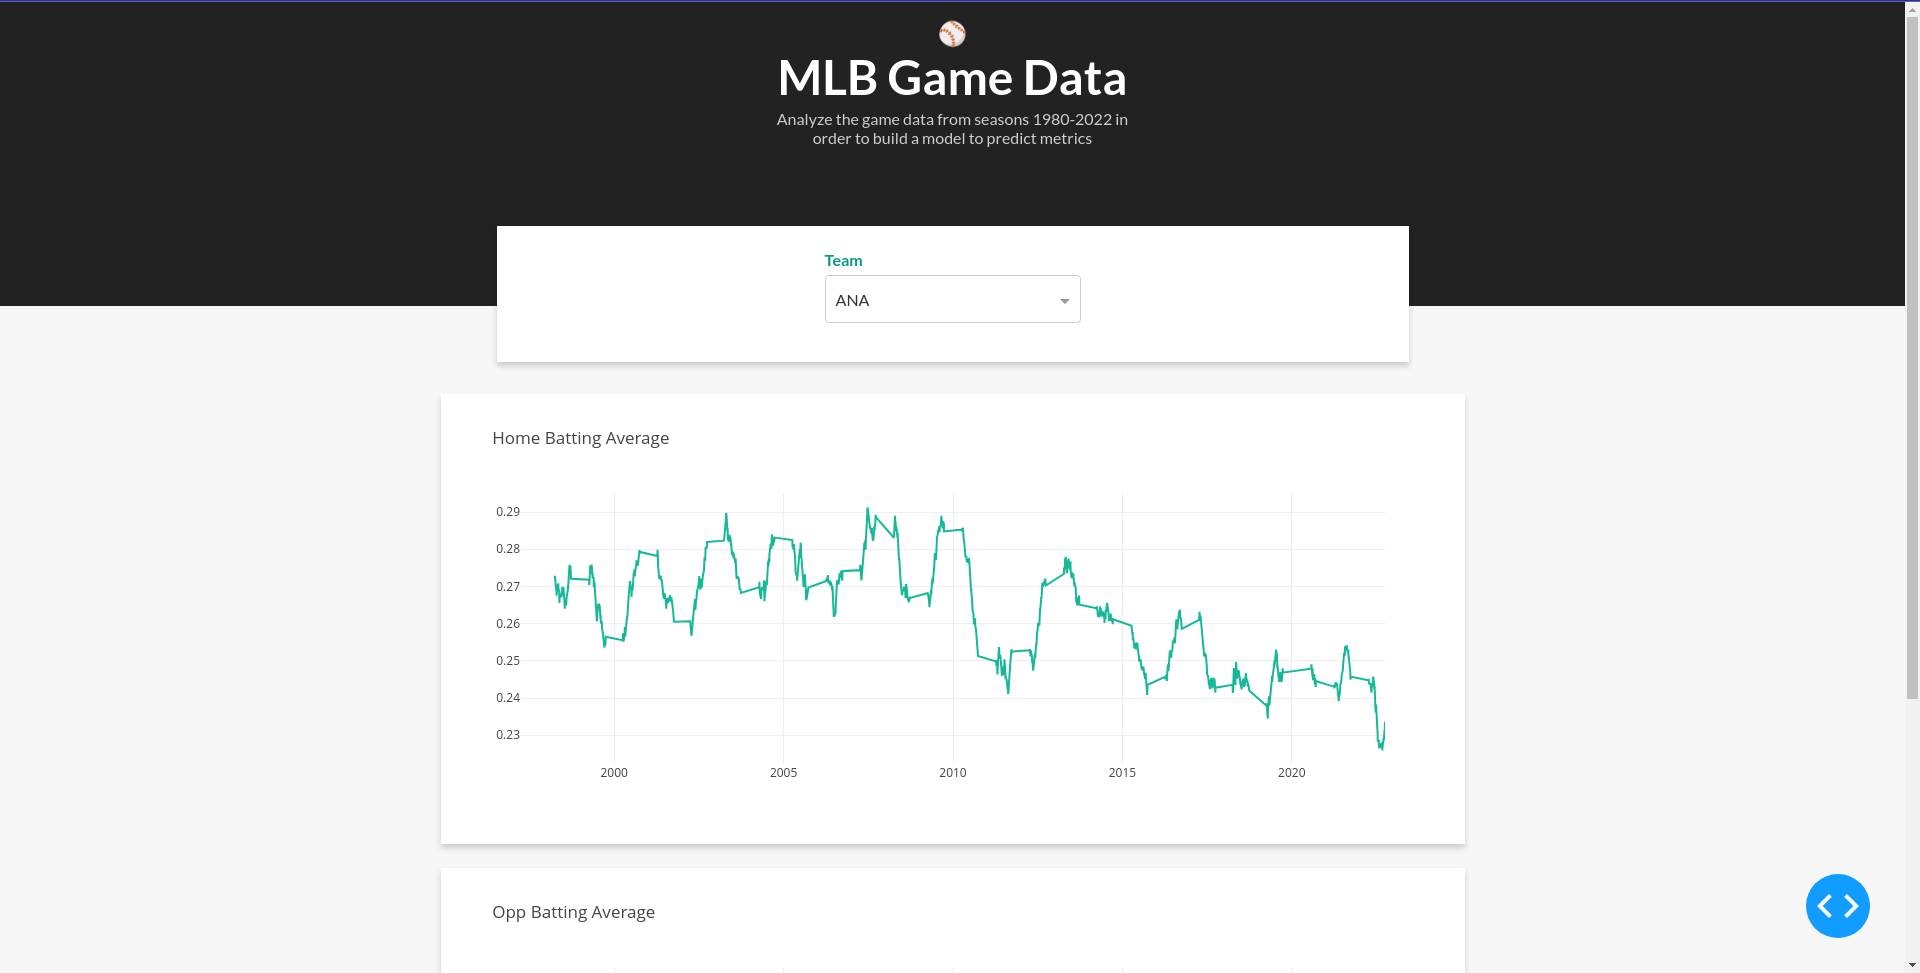 MLB Game Data
Analyze the game data from seasons 1980-2022 in
order to build a model to predict metrics
Team
ANA
Home Batting Average
0.29
0.28
0.27
0.26
0.25
0.24
0.23
2000 2005 2010 2015 2020
Opp Batting Average